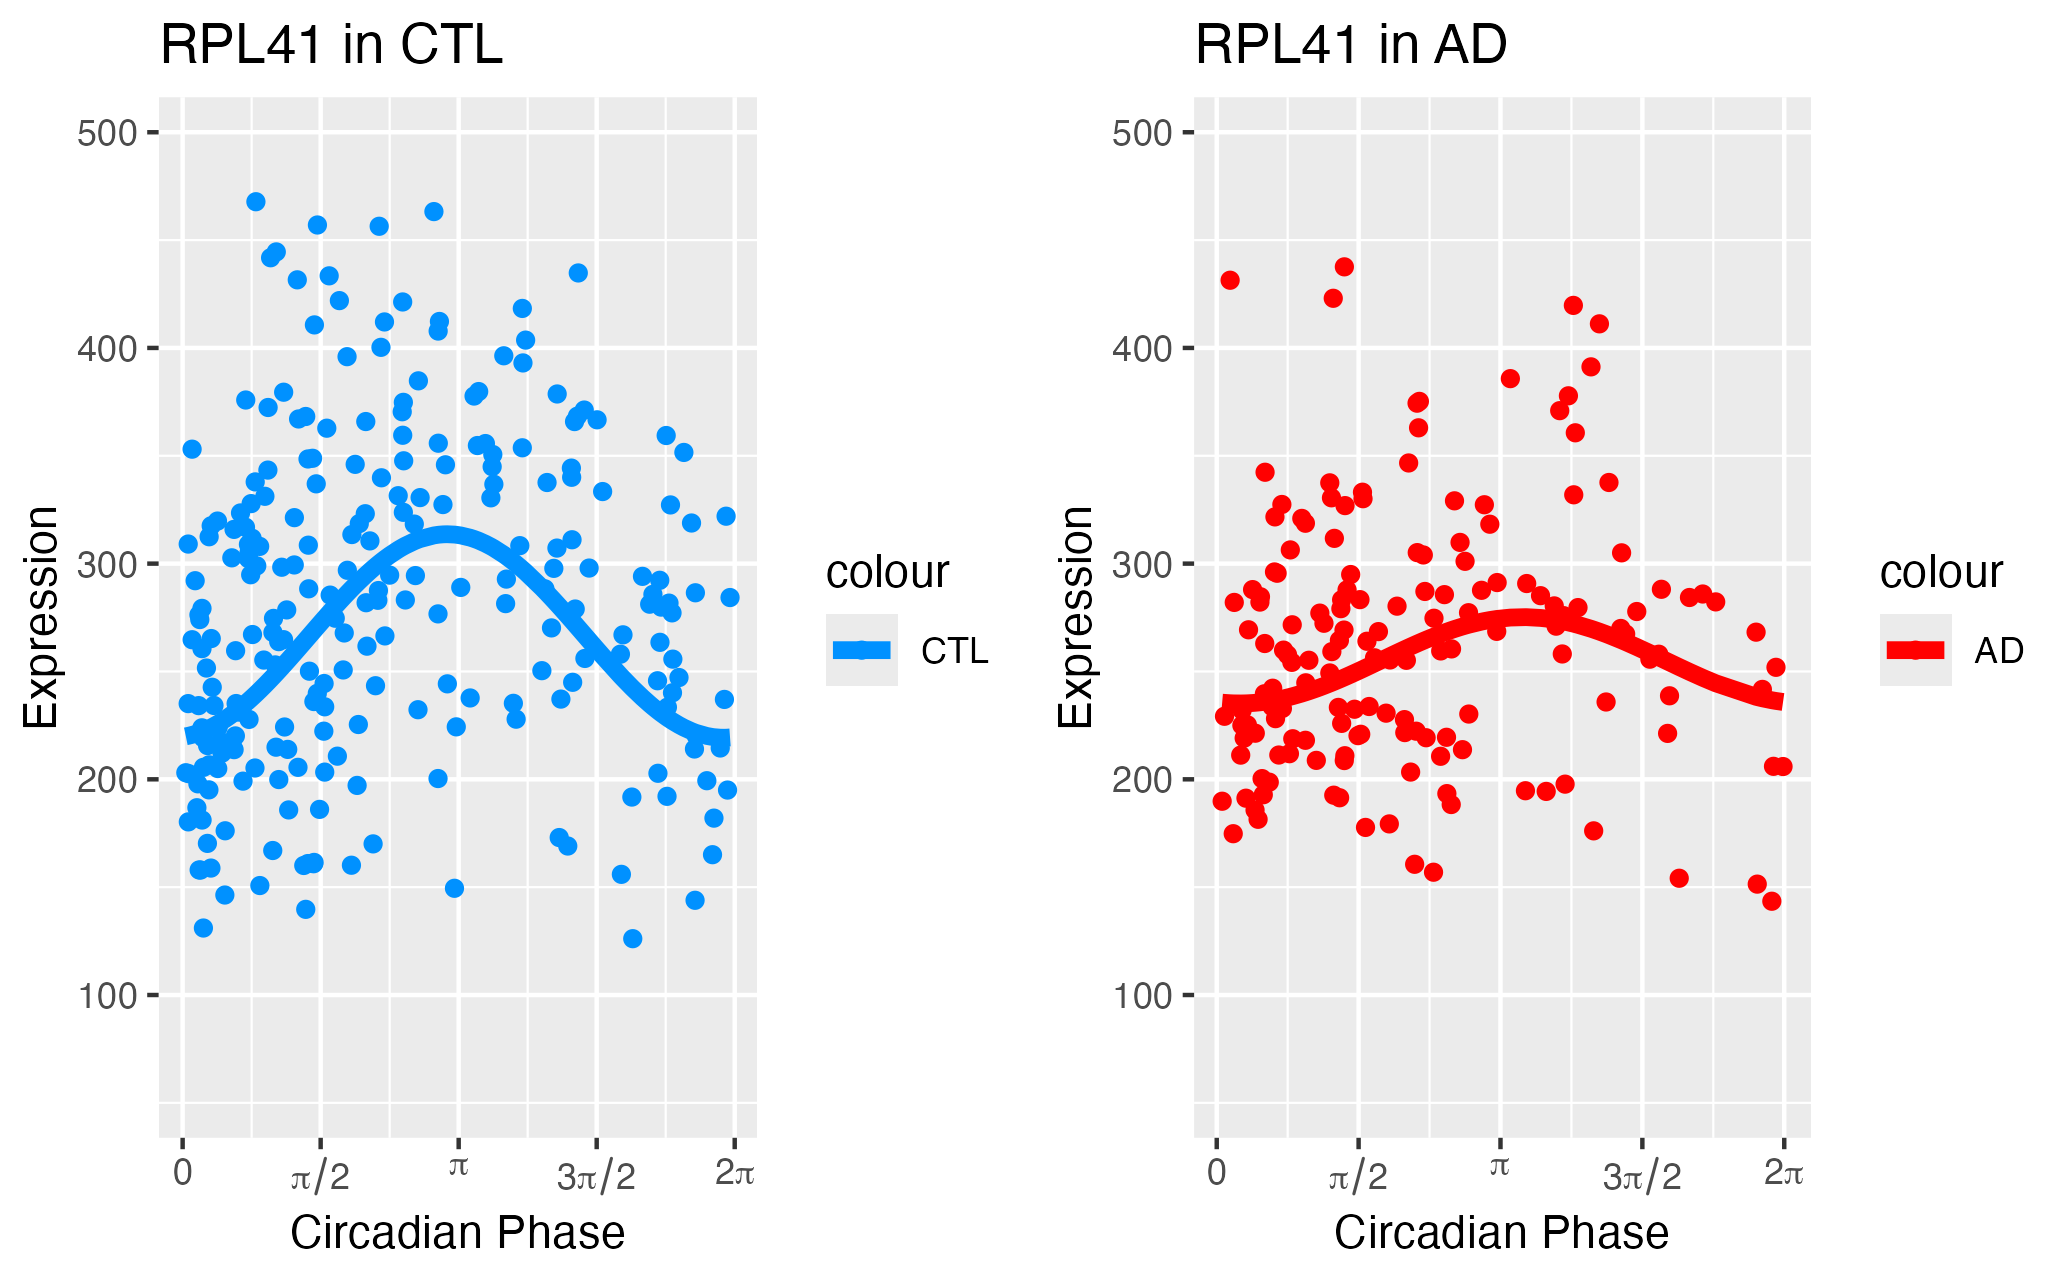 RPL41 in CTL
500
400
300
200
100
Expression
0 π/2 π 3π/2 2π
Circadian Phase
colour
CTL
RPL41 in AD
500
400
300
200
100
Expression
0 π/2 π 3π/2 2π
Circadian Phase
colour
AD